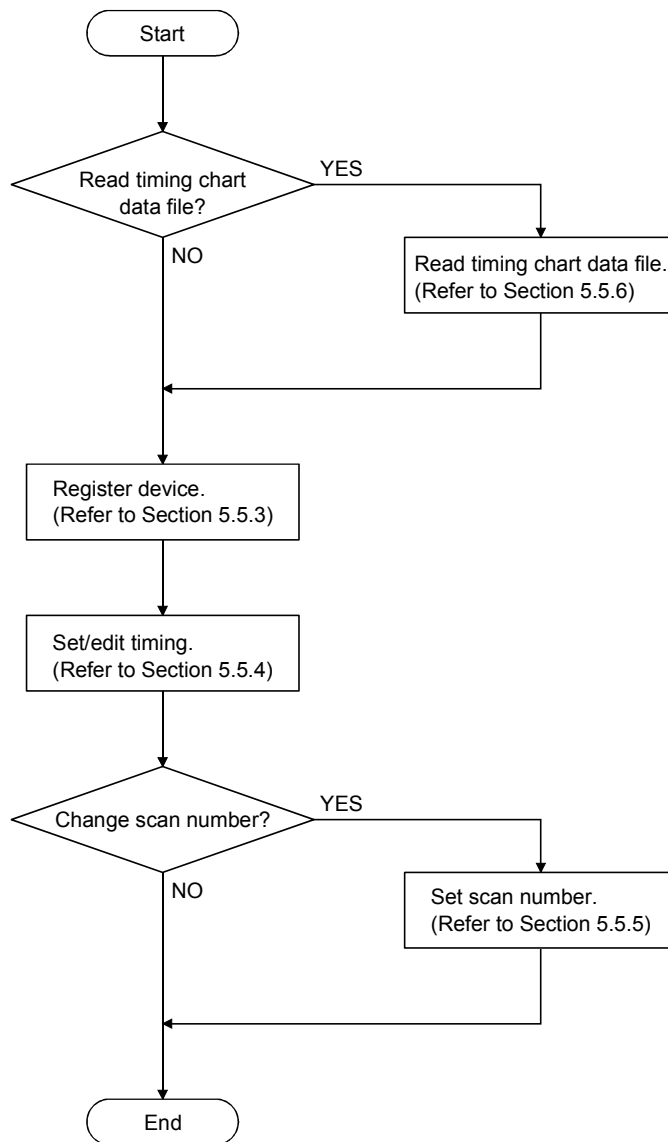 Start
Read timing chart
data file?
YES
NO
Read timing chart data file.
(Refer to Section 5.5.6)
Register device.
(Refer to Section 5.5.3)
Set/edit timing.
(Refer to Section 5.5.4)
Change scan number?
YES
NO
Set scan number.
(Refer to Section 5.5.5)
End